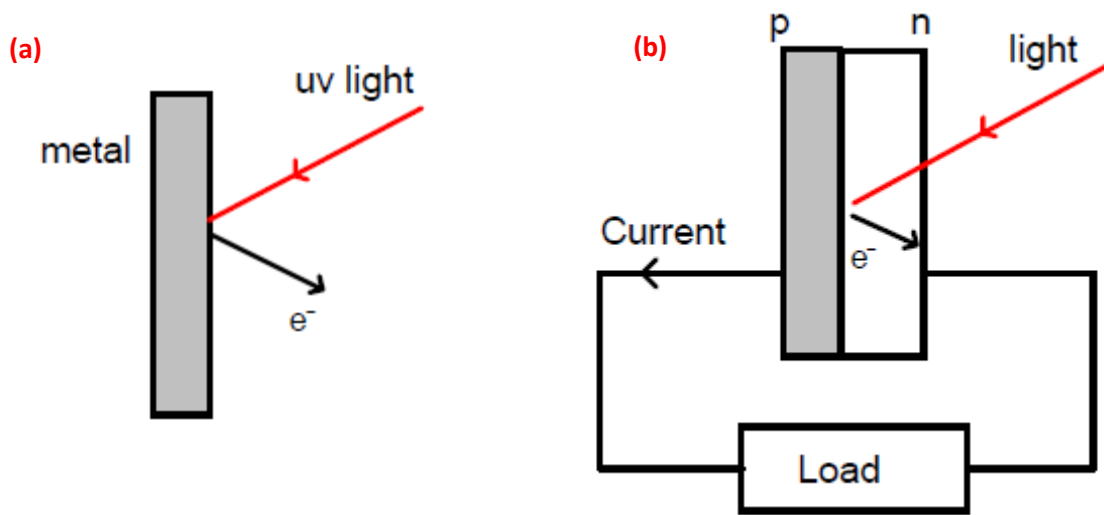 (a)
uv light
metal
e⁻
(b)
p
n
light
Current
e⁻
Load